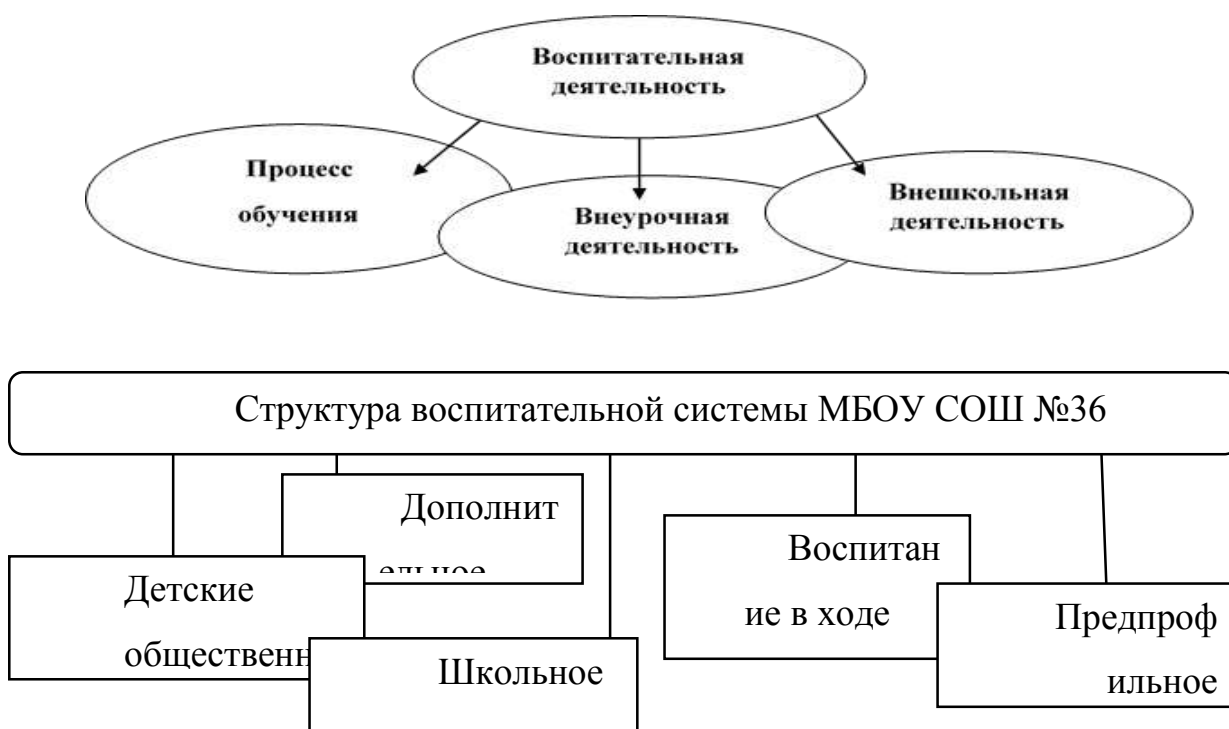 Воспитательная
деятельность
Процесс
обучения
Внеурочная
деятельность
Внешкольная
деятельность
Структура воспитательной системы МБОУ СОШ №36
Дополнит
ельное
Детские
общественн
Школьное
Воспитан
ие в ходе
Предпроф
ильное